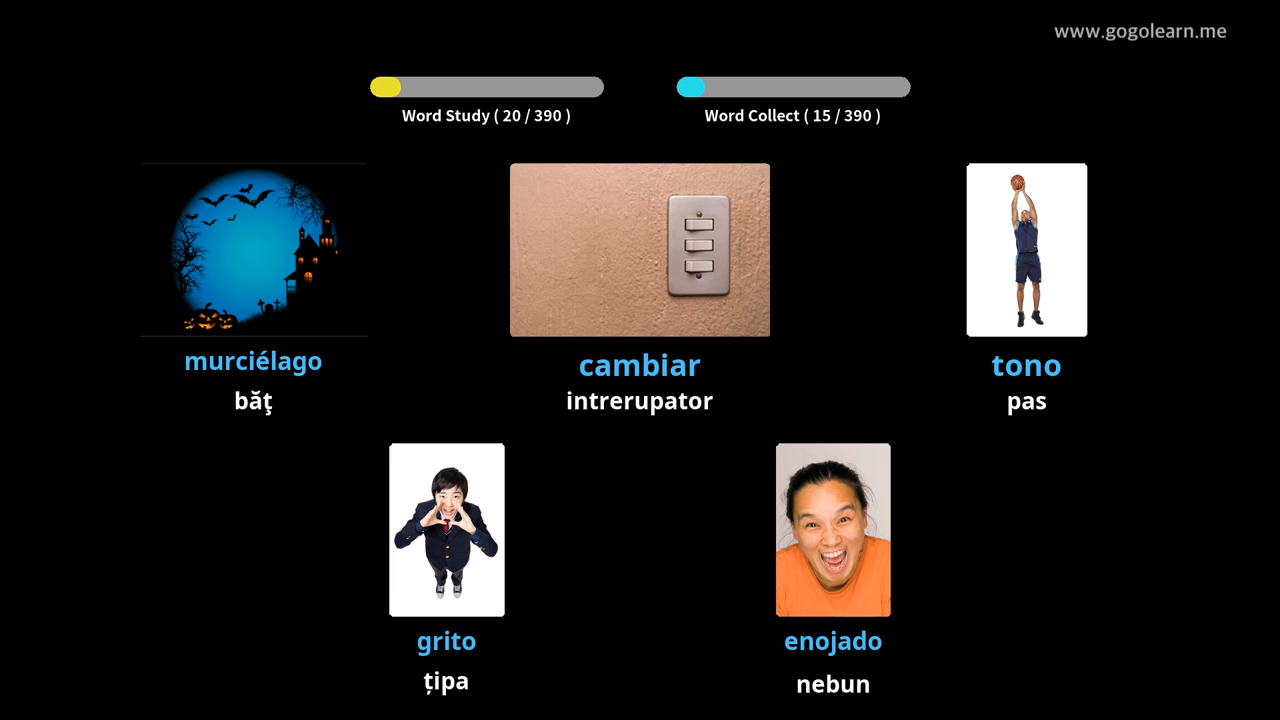 www.gogolearn.me
Word Study ( 20 / 390 )
Word Collect ( 15 / 390 )
murciélago
băţ
cambiar
intrerupator
tono
pas
grito
țipa
enojado
nebun